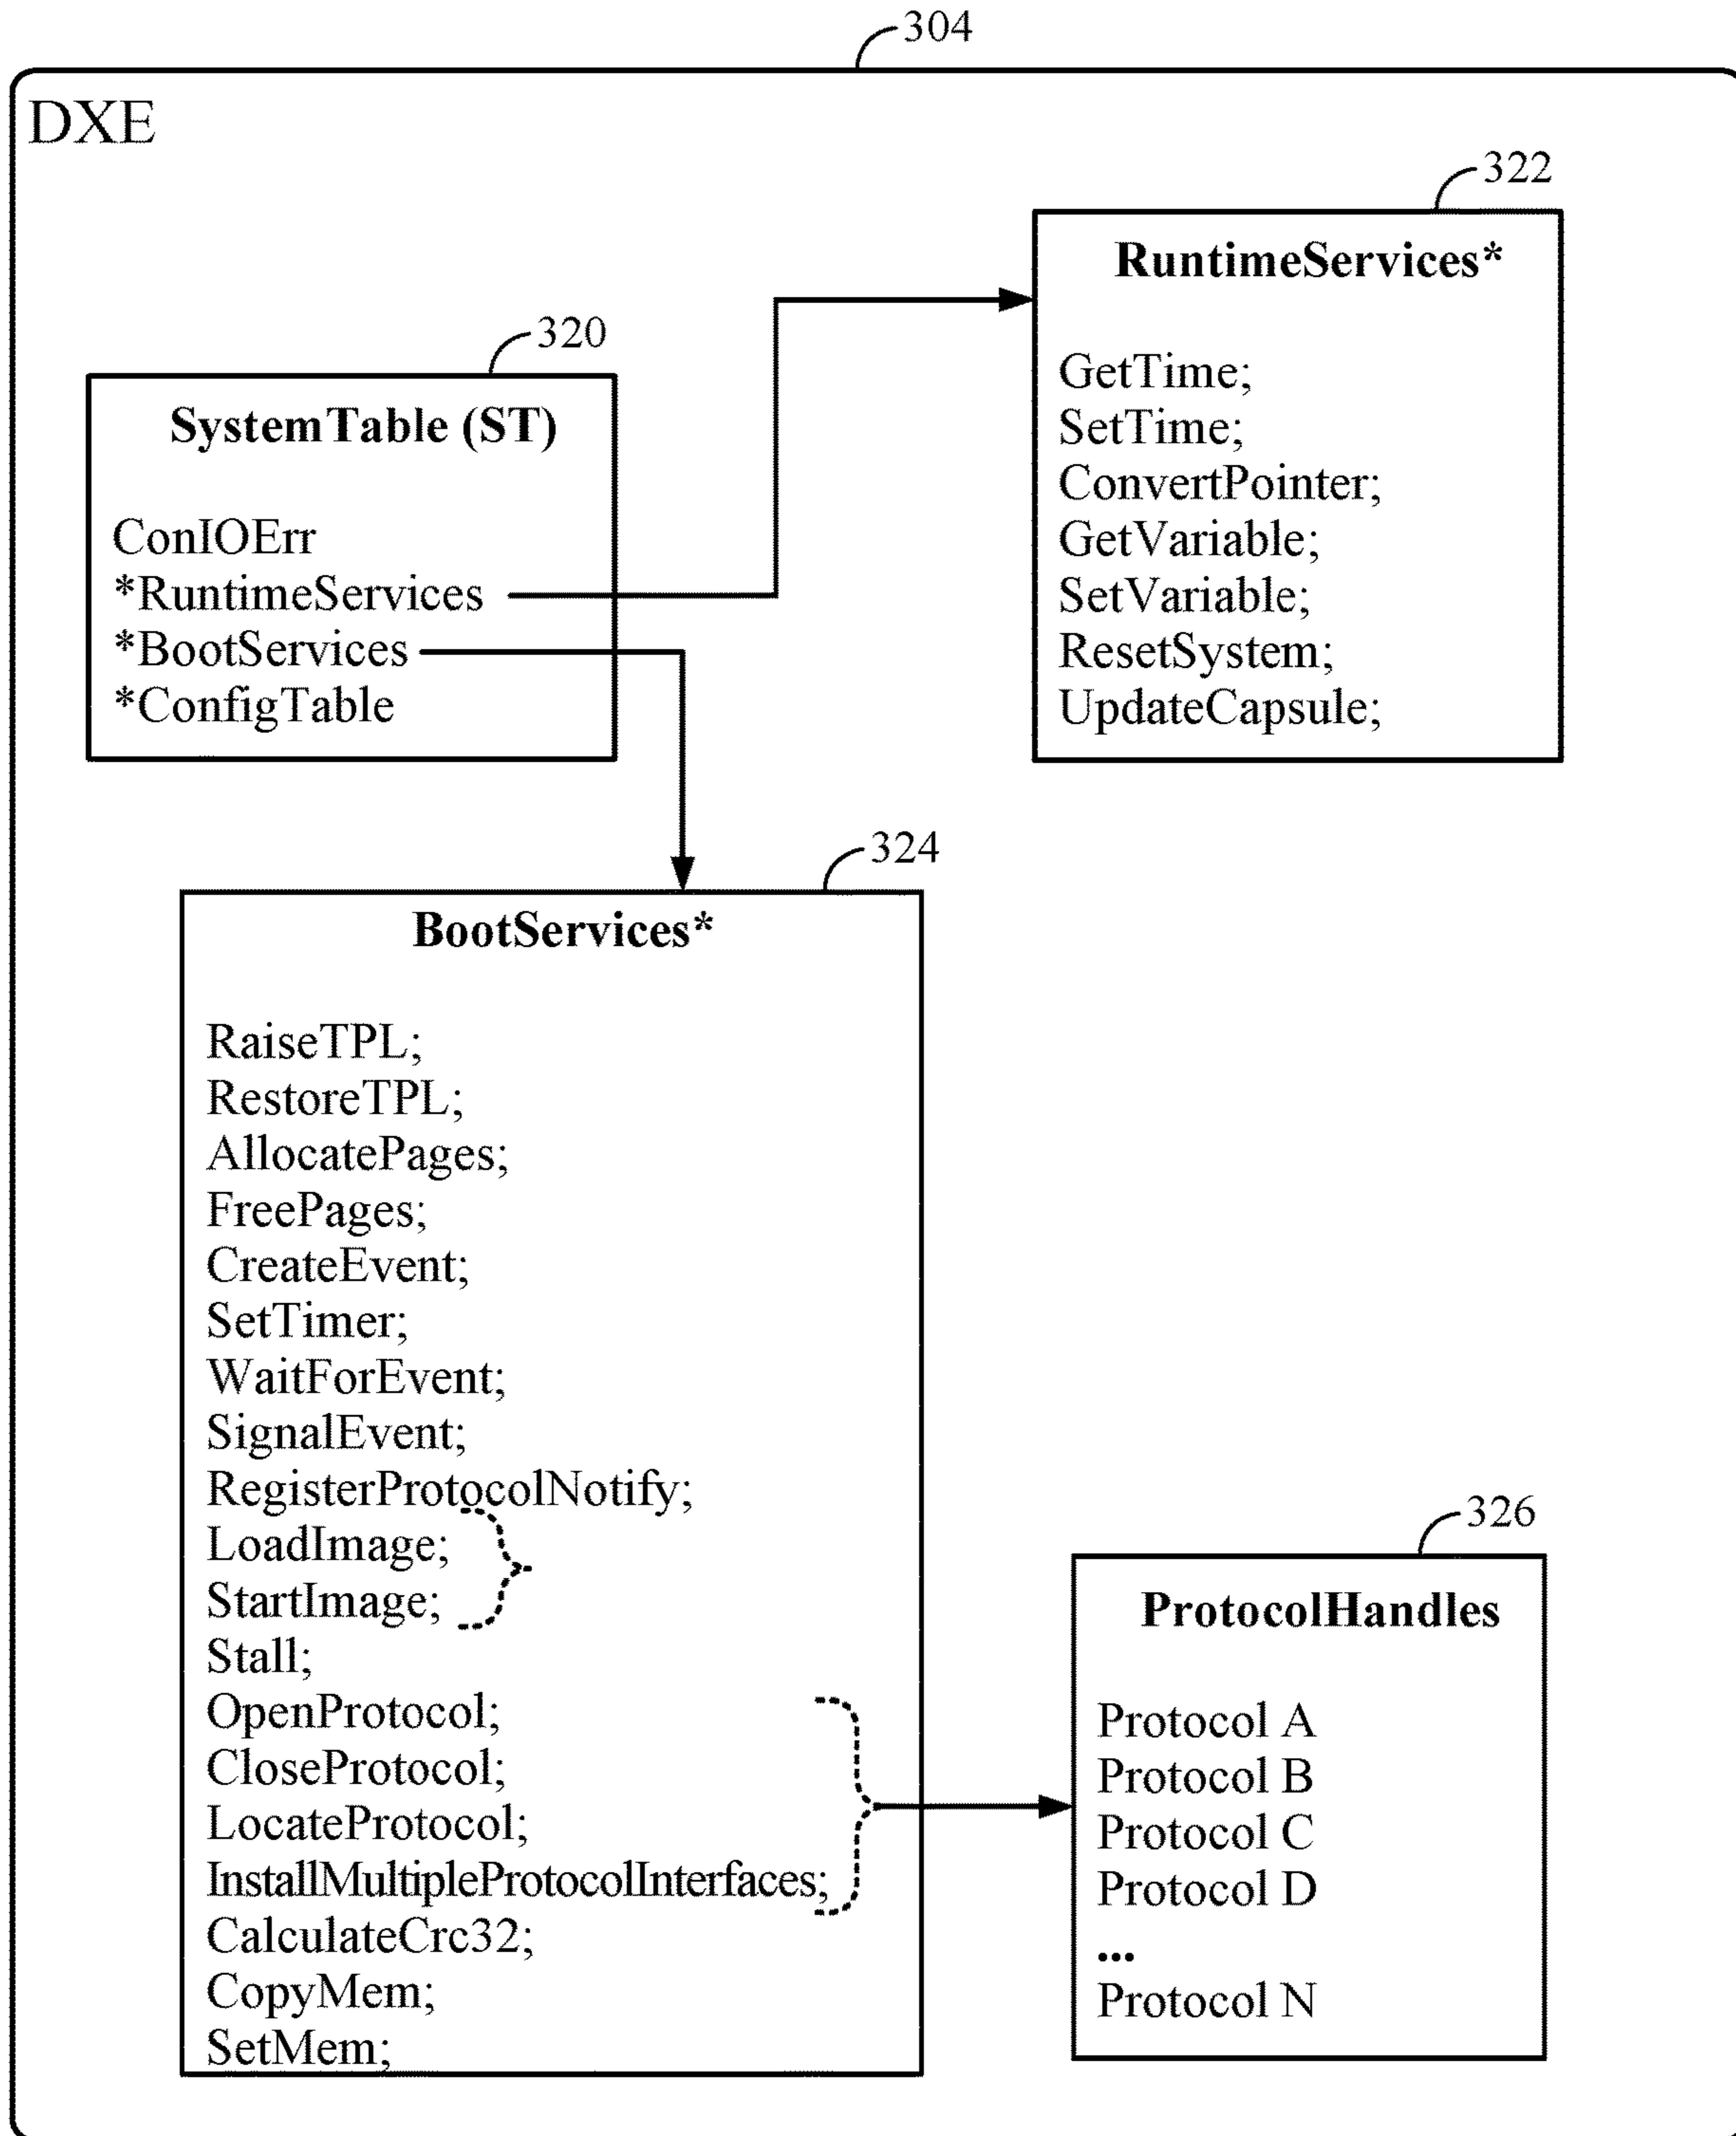 304
DXE
322
RuntimeServices*
GetTime;
SetTime;
ConvertPointer;
GetVariable;
SetVariable;
ResetSystem;
UpdateCapsule;
320
SystemTable (ST)
ConIOErr
*RuntimeServices
*BootServices
*ConfigTable
324
BootServices*
RaiseTPL;
RestoreTPL;
AllocatePages;
FreePages;
CreateEvent;
SetTimer;
WaitForEvent;
SignalEvent;
RegisterProtocolNotify;
LoadImage;
StartImage;
Stall;
OpenProtocol;
CloseProtocol;
LocateProtocol;
InstallMultipleProtocolInterfaces;
CalculateCrc32;
CopyMem;
SetMem;
326
ProtocolHandles
Protocol A
Protocol B
Protocol C
Protocol D
...
Protocol N